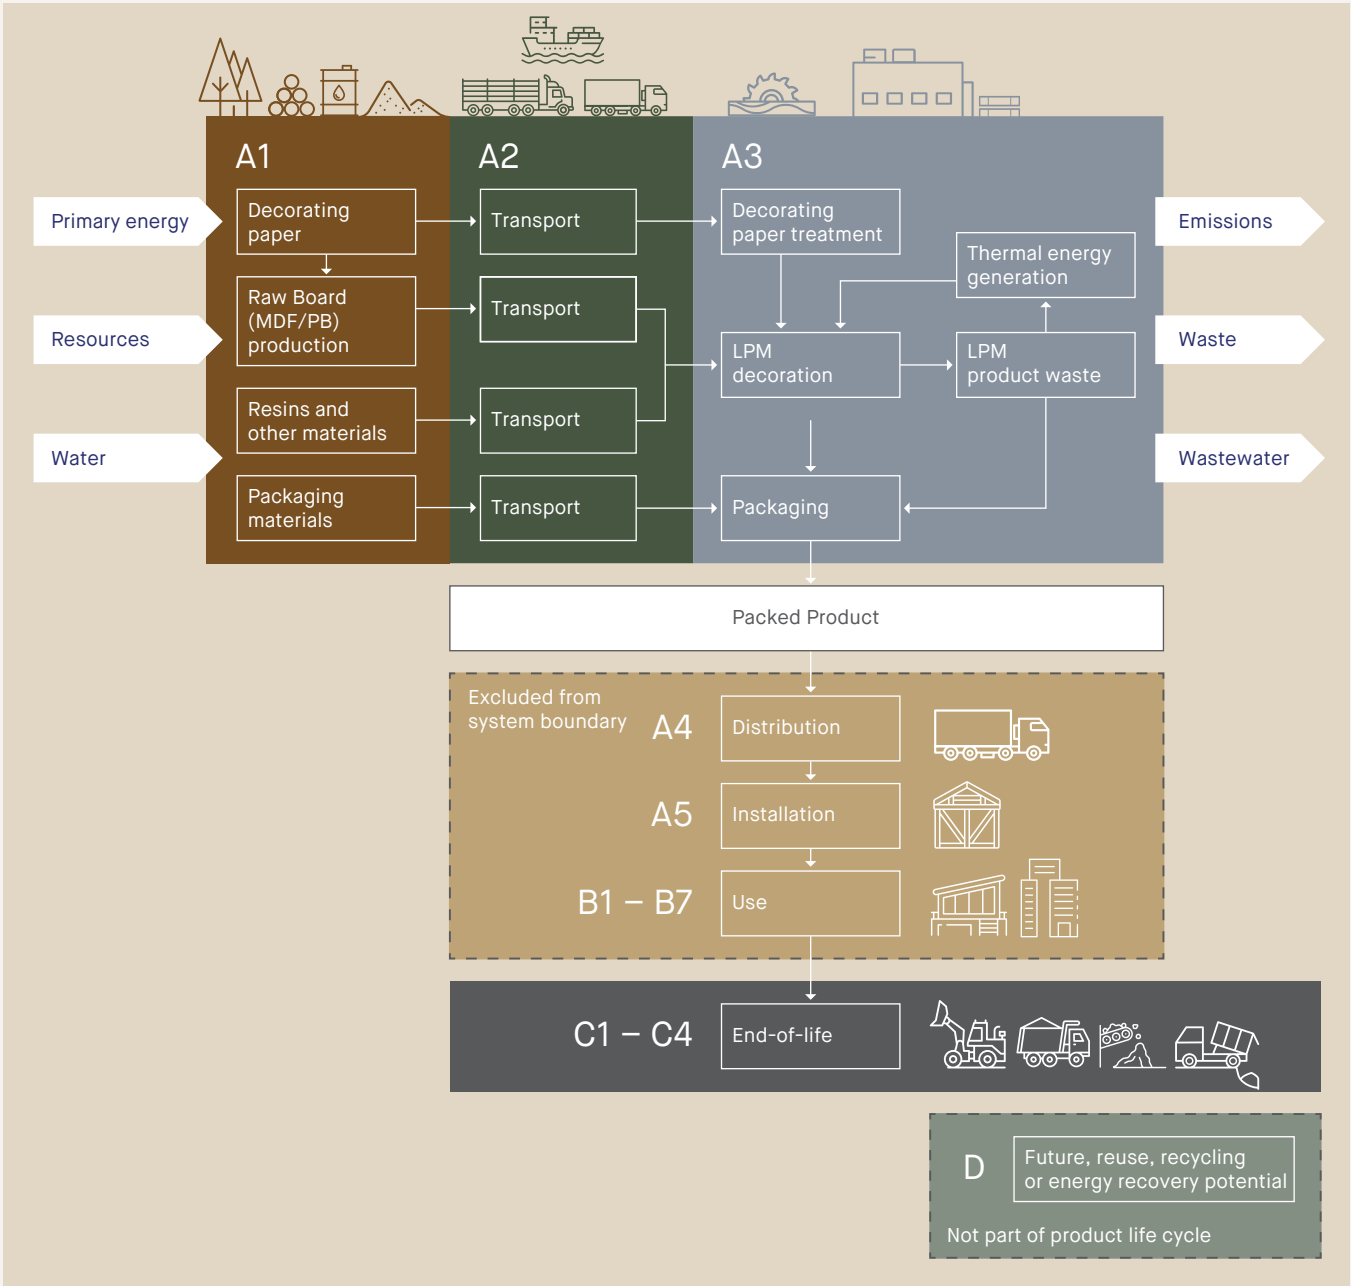 A1
A2
A3
Primary energy
Resources
Water
Decorating
paper
Raw Board
(MDF/PB)
production
Resins and
other materials
Packaging
materials
Transport
Transport
Transport
Transport
Decorating
paper treatment
Thermal energy
generation
LPM
decoration
LPM
product waste
Packaging
Emissions
Waste
Wastewater
Packed Product
Excluded from
system boundary
A4
Distribution
A5
Installation
B1 – B7
Use
C1 – C4
End-of-life
D
Future, reuse, recycling
or energy recovery potential
Not part of product life cycle